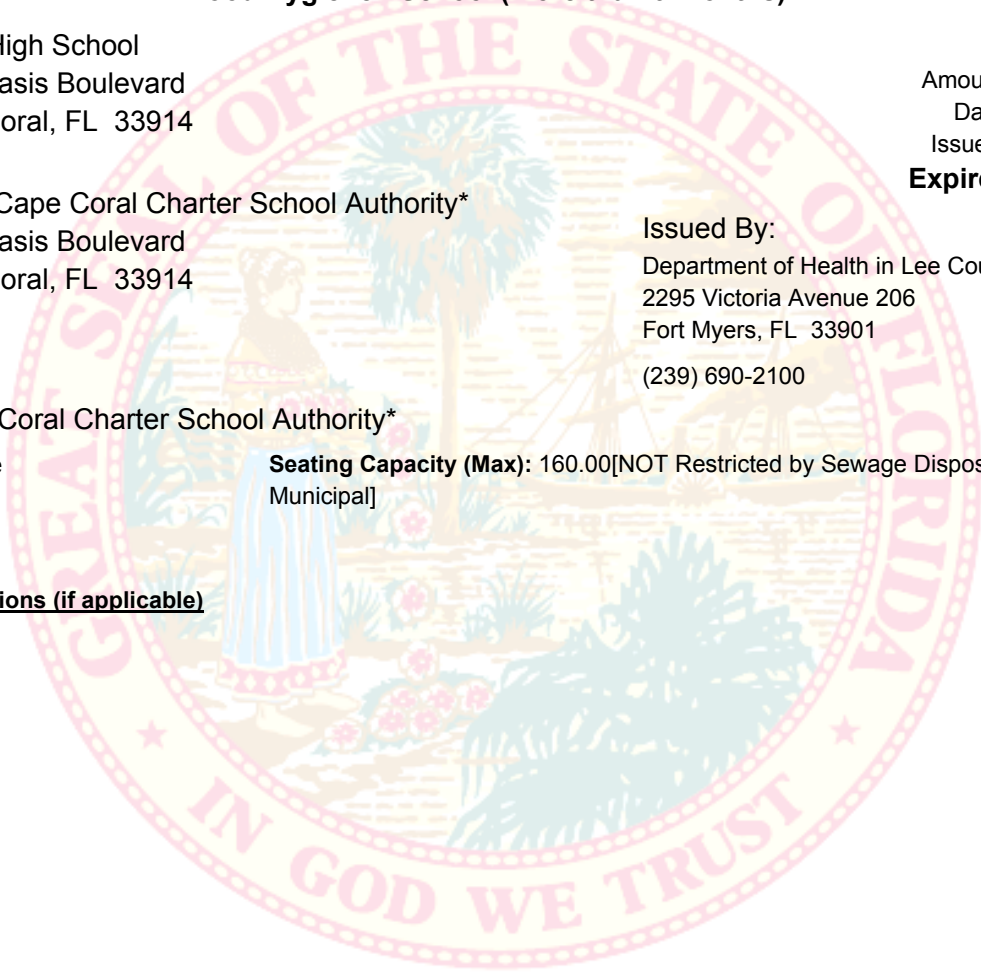 High School
asis Boulevard
oral, FL 33914
Amou
Da
Issue
Expire
Cape Coral Charter School Authority*
asis Boulevard
oral, FL 33914
Issued By:
Department of Health in Lee Cou
2295 Victoria Avenue 206
Fort Myers, FL 33901
(239) 690-2100
Coral Charter School Authority*
e
Seating Capacity (Max): 160.00[NOT Restricted by Sewage Dispos
Municipal]
ions (if applicable)
GREAT SEAL OF THE STATE OF FLORIDA
IN GOD WE TRUST